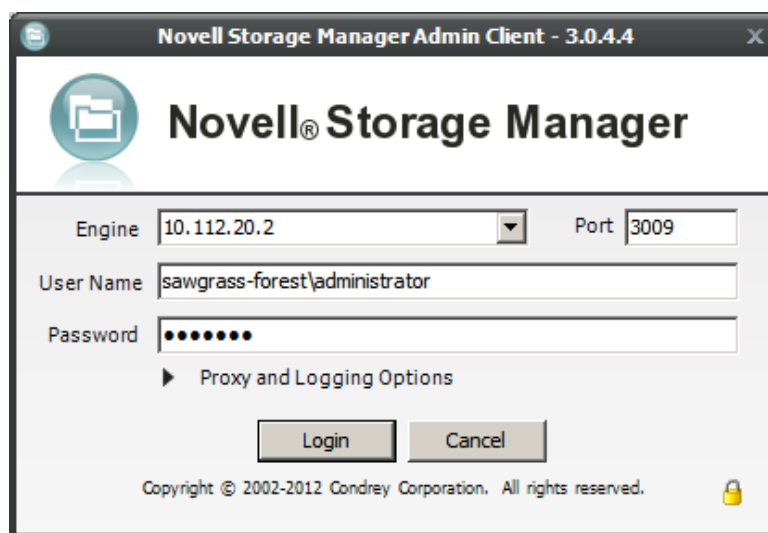 Novell Storage Manager Admin Client - 3.0.4.4 X
Novell® Storage Manager
Engine 10.112.20.2 Port 3009
User Name sawgrass-forest\administrator
Password •••••••
Proxy and Logging Options
Login Cancel
Copyright © 2002-2012 Condrey Corporation. All rights reserved.